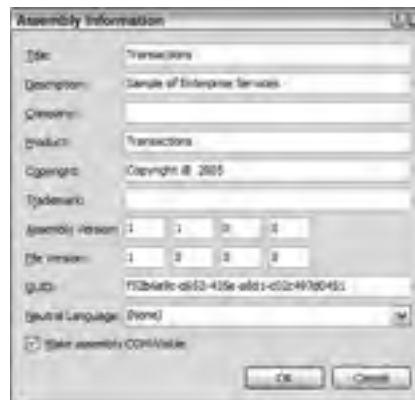 Assembly Information
Title: Transactions
Description: Sample of Enterprise Services
Company:
Product: Transactions
Copyright: Copyright © 2005
Trademark:
Assembly Version: 1 1 0 0
File Version: 1 0 0 0
GUID:
Neutral Language: (None)
Make assembly COM-Visible
OK Cancel